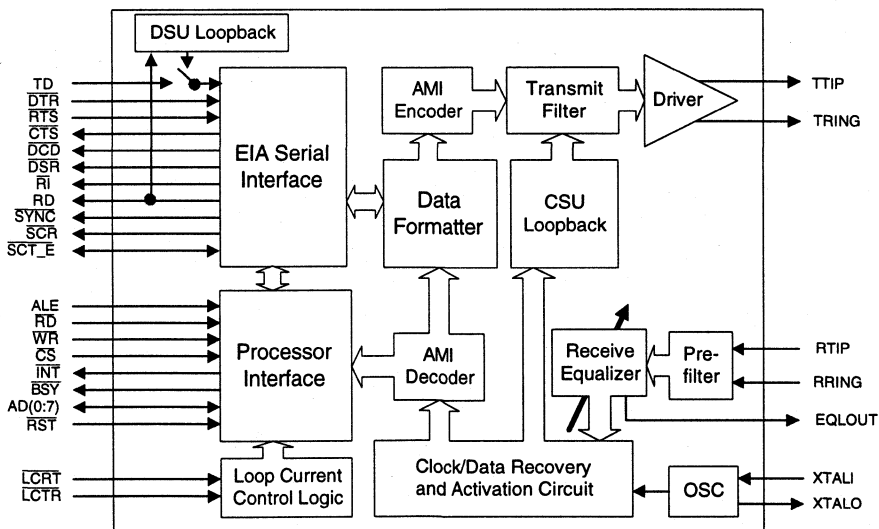 DSU Loopback
TD
DTR
RTS
CTS
DCD
DSR
RI
RD
SYNC
SCR
SCT_E
EIA Serial
Interface
AMI
Encoder
Transmit
Filter
Driver
TTIP
TRING
Data
Formatter
CSU
Loopback
ALE
RD
WR
CS
INT
BSY
AD(0:7)
RST
Processor
Interface
AMI
Decoder
Receive
Equalizer
Pre-
filter
RTIP
RRING
EQLOUT
LCRT
LCTR
Loop Current
Control Logic
Clock/Data Recovery
and Activation Circuit
OSC
XTALI
XTALO